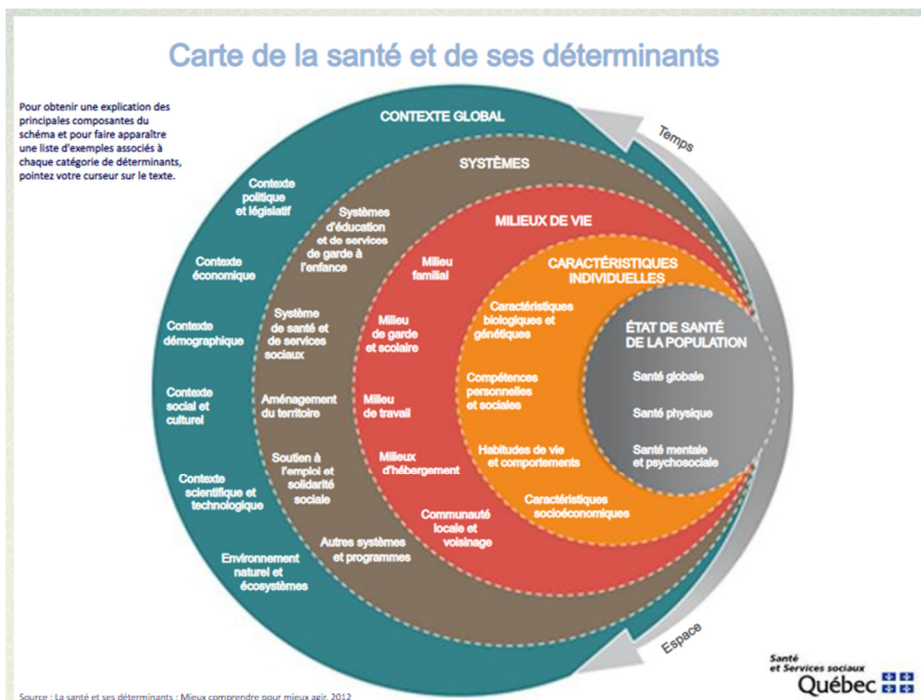 Carte de la santé et de ses déterminants
Pour obtenir une explication des
principales composantes du
schéma et pour faire apparaître
une liste d'exemples associés à
chaque catégorie de déterminants,
pointez votre curseur sur le texte.
CONTEXTE GLOBAL
Contexte
politique
et législatif
Contexte
économique
Contexte
démographique
Contexte
social et
culturel
Contexte
scientifique et
technologique
Environnement
naturel et
écosystèmes
SYSTÈMES
Systèmes
d'éducation
et de services
de garde à
l'enfance
Système
de santé et
de services
sociaux
Aménagement
du territoire
Soutien à
l'emploi et
solidarité
sociale
Autres systèmes
et programmes
MILIEUX DE VIE
Milieu
familial
Milieu
de garde
et scolaire
Milieu
de travail
Milieux
d'hébergement
Communauté
locale et
voisinage
CARACTÉRISTIQUES
INDIVIDUELLES
Caractéristiques
biologiques et
génétiques
Compétences
personnelles
et sociales
Habitudes de vie
et comportements
Caractéristiques
socioéconomiques
ÉTAT DE SANTÉ
DE LA POPULATION
Santé globale
Santé physique
Santé mentale
et psychosociale
Temps
Espace
Santé
et Services sociaux
Québec
Source : La santé et ses déterminants : Mieux comprendre pour mieux agir, 2012